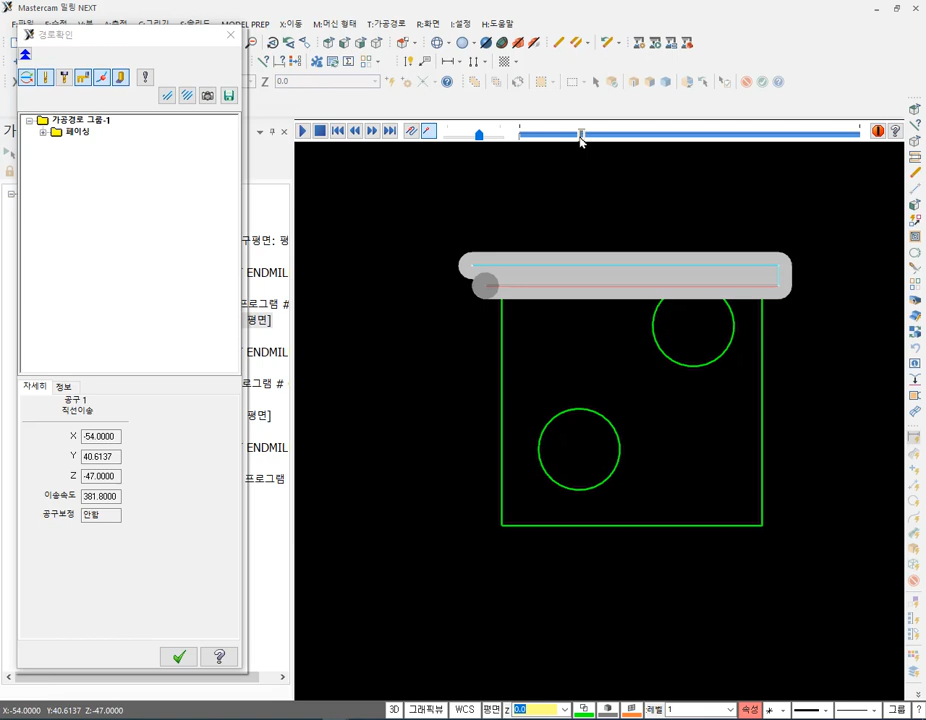 Mastercam 밀링 NEXT
MODEL PREP X:이동 M:머신 형태 T:가공경로 R:화면 I:설정 H:도움말
경로확인
Z 0.0
가공경로 그룹-1
페이싱
구평면: 평
ENDMIL
로그램 #
평면]
ENDMIL
로그램 #
평면]
ENDMIL
프로그램
자세히 정보
공구 1
직선이송
X -54.0000
Y 40.6137
Z -47.0000
이송속도 381.8000
공구보정 안함
X:-54.0000 Y:40.6137 Z:-47.0000
3D 그래픽뷰 WCS 평면 Z 0.0 레벨 1 속성 그룹 ?